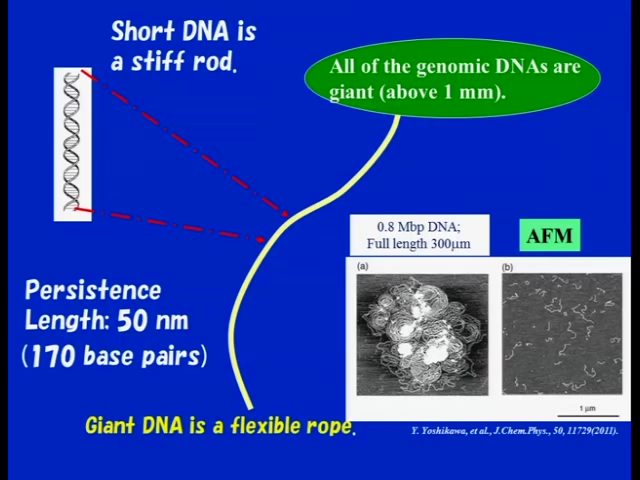 Short DNA is
a stiff rod.
All of the genomic DNAs are
giant (above 1 mm).
0.8 Mbp DNA;
Full length 300μm
AFM
(a)
(b)
Persistence
Length: 50 nm
(170 base pairs)
1 μm
Giant DNA is a flexible rope.
Y. Yoshikawa, et al., J.Chem.Phys., 50, 11729(2011).